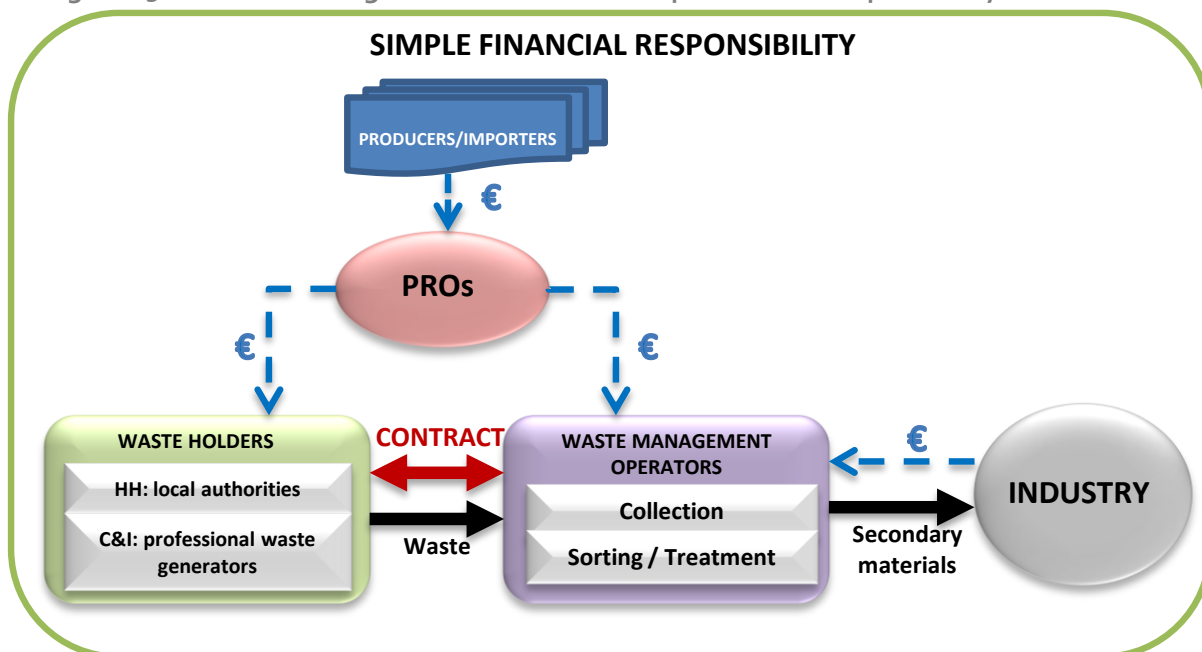 SIMPLE FINANCIAL RESPONSIBILITY
PRODUCERS/IMPORTERS
€
PROs
€
€
WASTE HOLDERS
HH: local authorities
C&I: professional waste
generators
CONTRACT
Waste
WASTE MANAGEMENT
OPERATORS
Collection
Sorting / Treatment
€
Secondary
materials
INDUSTRY